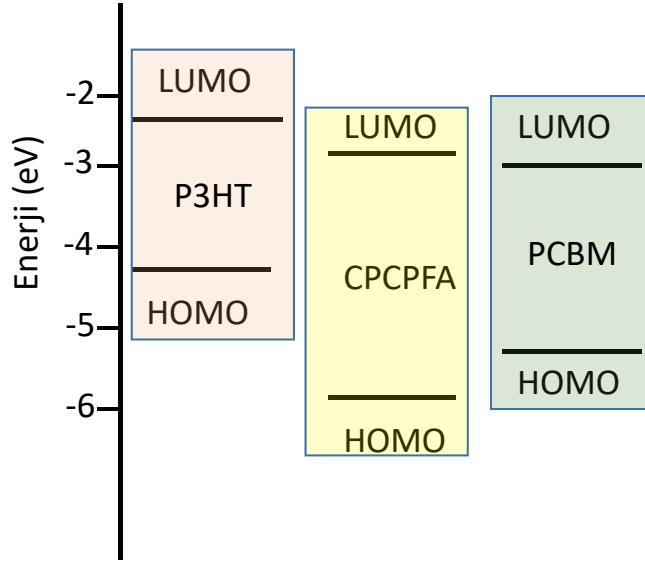 Enerji (eV)
-2
-3
-4
-5
-6
LUMO
P3HT
HOMO
LUMO
CPCPFA
HOMO
LUMO
PCBM
HOMO